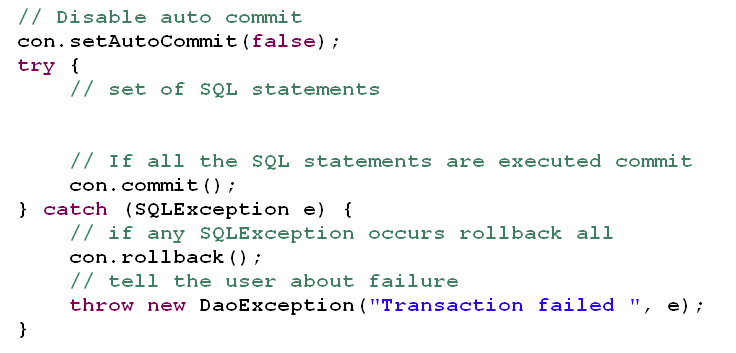 // Disable auto commit
con.setAutoCommit(false);
try {
    // set of SQL statements
    // If all the SQL statements are executed commit
    con.commit();
} catch (SQLException e) {
    // if any SQLException occurs rollback all
    con.rollback();
    // tell the user about failure
    throw new DaoException("Transaction failed ", e);
}